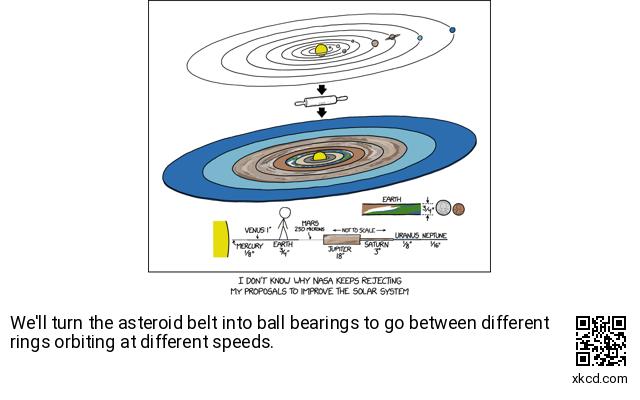 EARTH
3/4"
VENUS 1"
MARS
250 MICRONS
← NOT TO SCALE →
MERCURY
1/8"
EARTH
3/4"
JUPITER
18"
SATURN
3"
URANUS
1/8"
NEPTUNE
1/16"
I DON'T KNOW WHY NASA KEEPS REJECTING
MY PROPOSALS TO IMPROVE THE SOLAR SYSTEM
We'll turn the asteroid belt into ball bearings to go between different
rings orbiting at different speeds.
xkcd.com